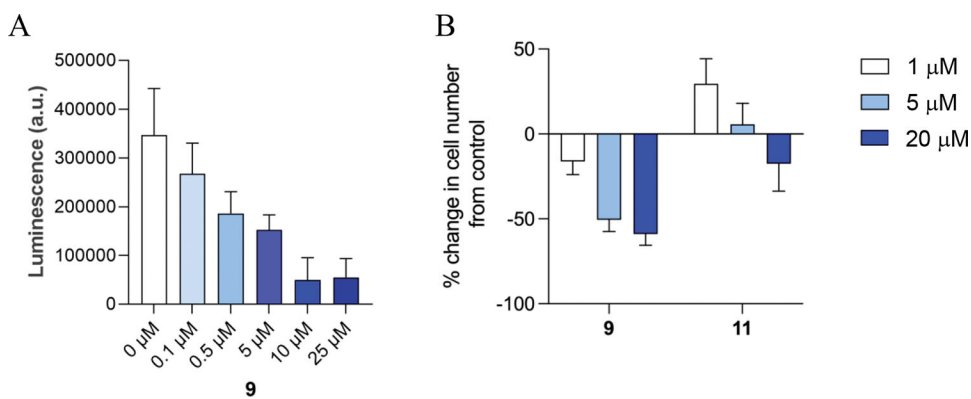 A
Luminescence (a.u.)
500000
400000
300000
200000
100000
0
0 μM
0.1 μM
0.5 μM
5 μM
10 μM
25 μM
9
B
% change in cell number
from control
50
0
-50
-100
9
11
1 μM
5 μM
20 μM